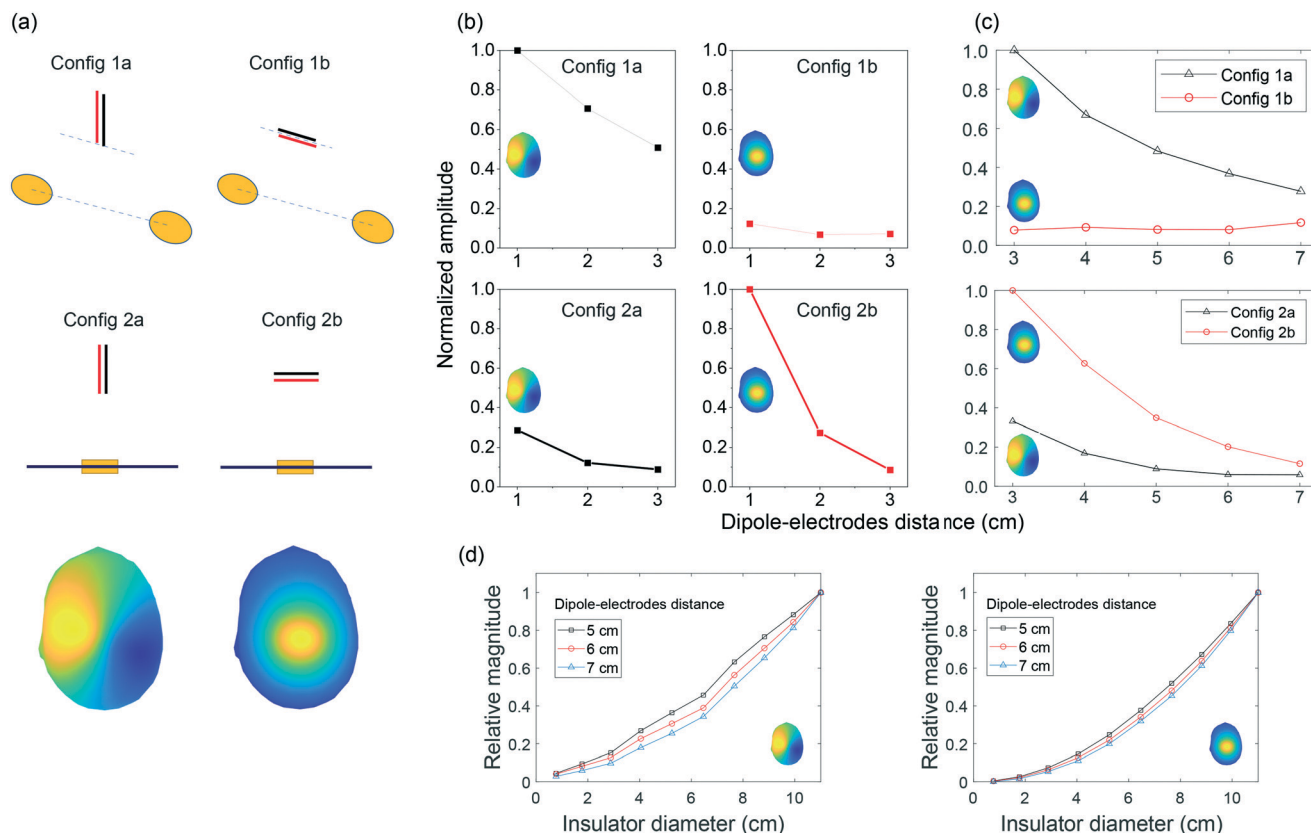 (a)
Config 1a
Config 1b
Config 2a
Config 2b
(b)
Normalized amplitude
1.0
0.8
0.6
0.4
0.2
0.0
Config 1a
1 2 3
1.0
0.8
0.6
0.4
0.2
0.0
Config 1b
1 2 3
1.0
0.8
0.6
0.4
0.2
0.0
Config 2a
1 2 3
1.0
0.8
0.6
0.4
0.2
0.0
Config 2b
1 2 3
(c)
1.0
0.8
0.6
0.4
0.2
0.0
Config 1a
Config 1b
3 4 5 6 7
1.0
0.8
0.6
0.4
0.2
0.0
Config 2a
Config 2b
3 4 5 6 7
Dipole-electrodes distance (cm)
(d)
Relative magnitude
1
0.8
0.6
0.4
0.2
0
Dipole-electrodes distance
5 cm
6 cm
7 cm
0 2 4 6 8 10
Insulator diameter (cm)
Relative magnitude
1
0.8
0.6
0.4
0.2
0
Dipole-electrodes distance
5 cm
6 cm
7 cm
0 2 4 6 8 10
Insulator diameter (cm)